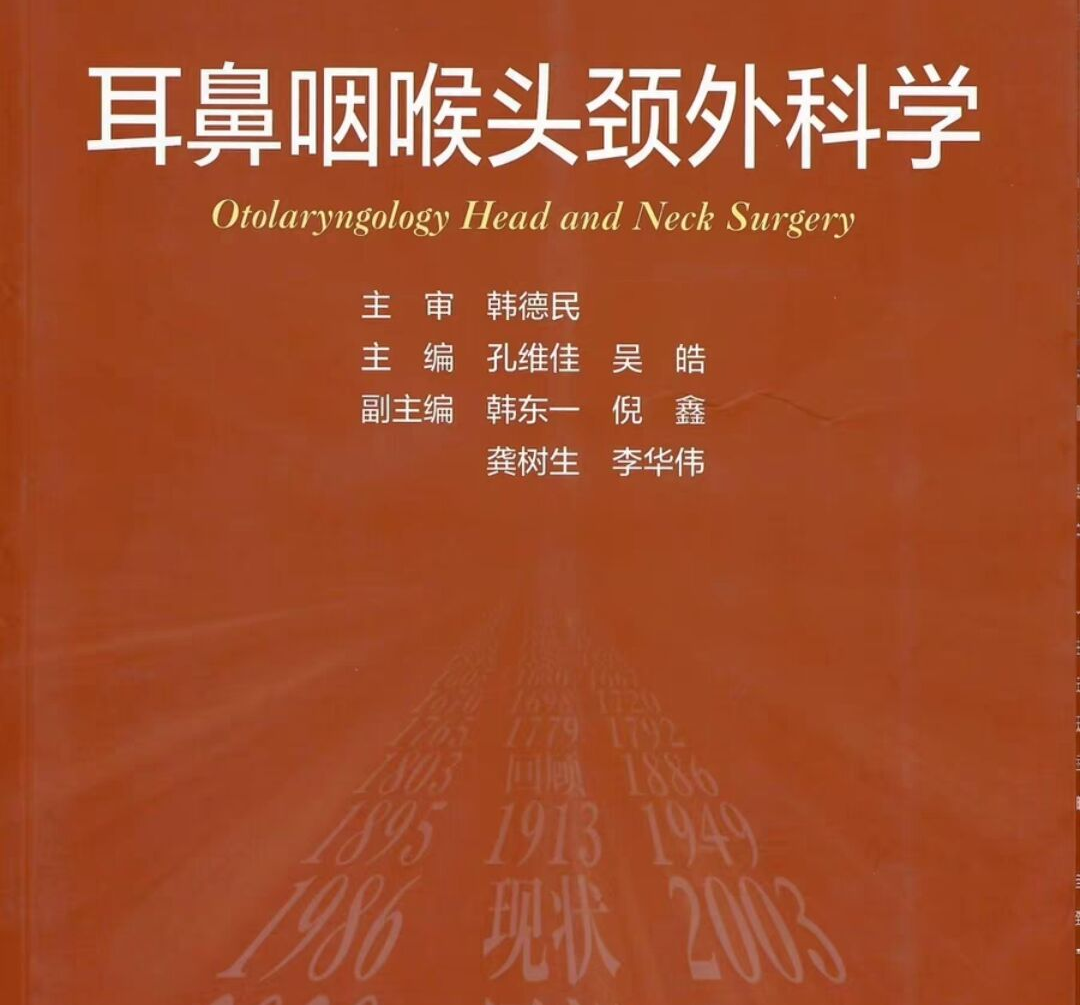 耳鼻咽喉头颈外科学
Otolaryngology Head and Neck Surgery
主 审 韩德民
主 编 孔维佳 吴 皓
副主编 韩东一 倪 鑫
龚树生 李华伟
1698 1720
1765 1779 1792
1803 回顾 1886
1895 1913 1949
1986 现状 2003